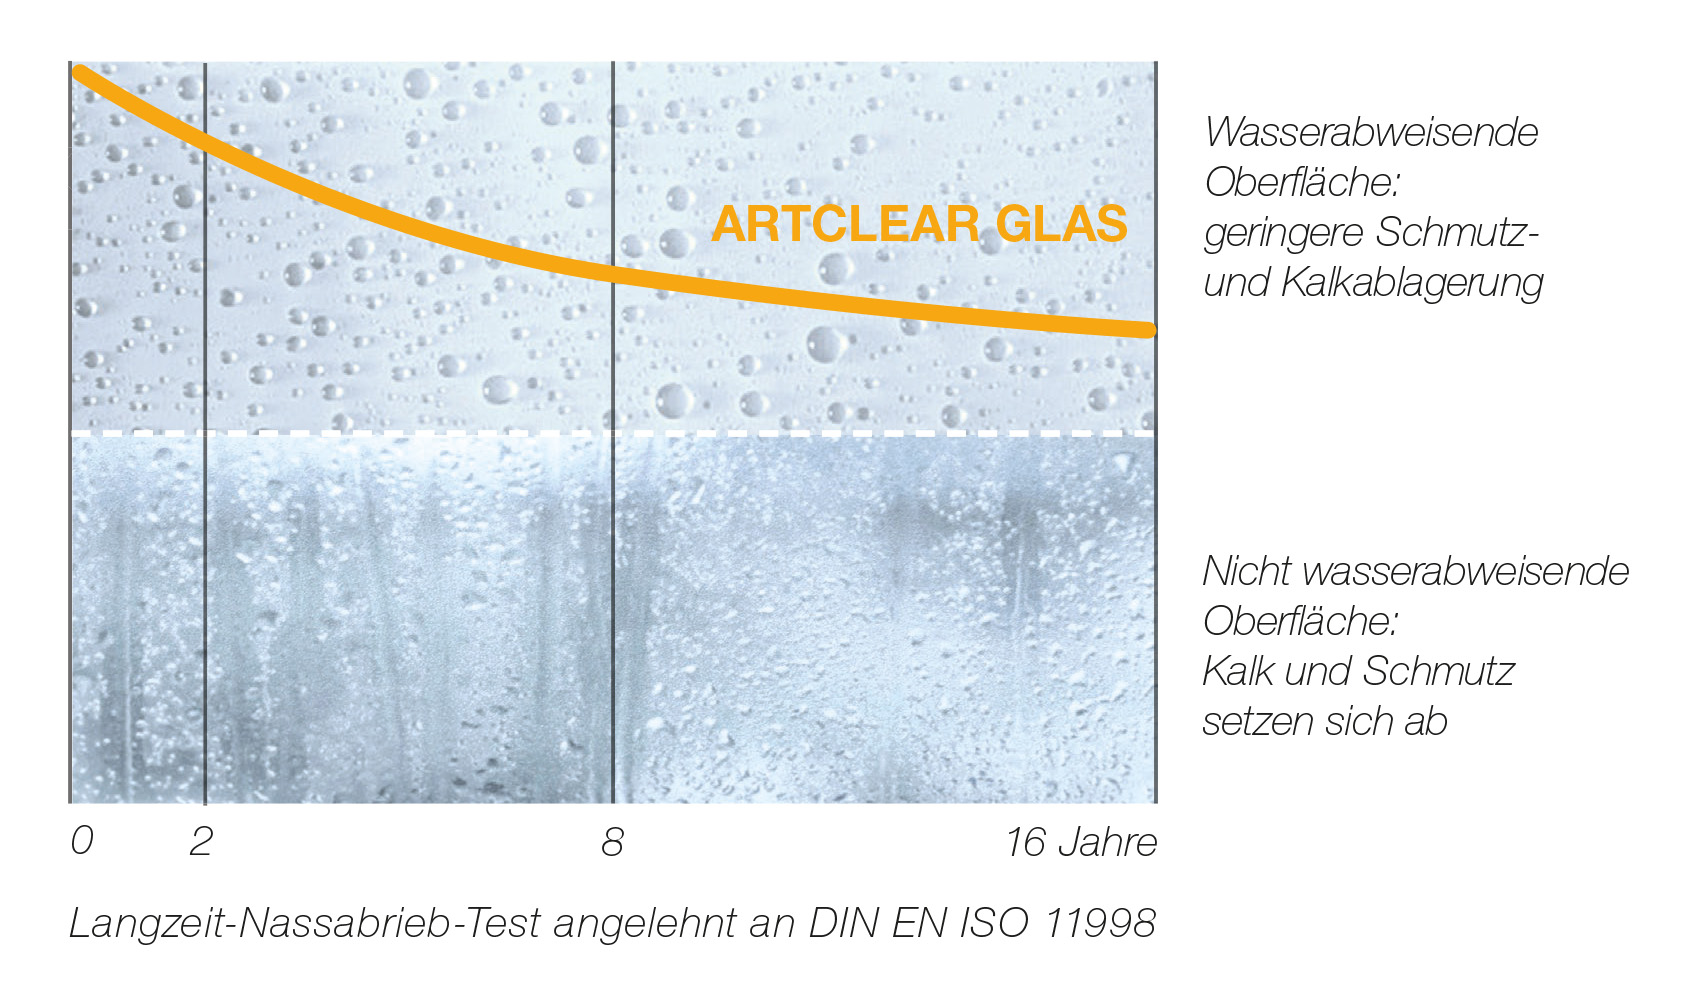 Wasserabweisende
Oberfläche:
geringere Schmutz-
und Kalkablagerung
ARTCLEAR GLAS
Nicht wasserabweisende
Oberfläche:
Kalk und Schmutz
setzen sich ab
0 2 8 16 Jahre
Langzeit-Nassabrieb-Test angelehnt an DIN EN ISO 11998